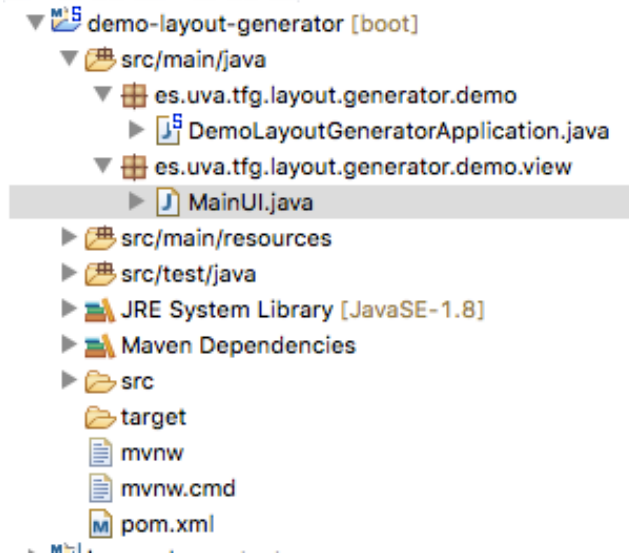 demo-layout-generator [boot]
src/main/java
es.uva.tfg.layout.generator.demo
DemoLayoutGeneratorApplication.java
es.uva.tfg.layout.generator.demo.view
MainUI.java
src/main/resources
src/test/java
JRE System Library [JavaSE-1.8]
Maven Dependencies
src
target
mvnw
mvnw.cmd
pom.xml